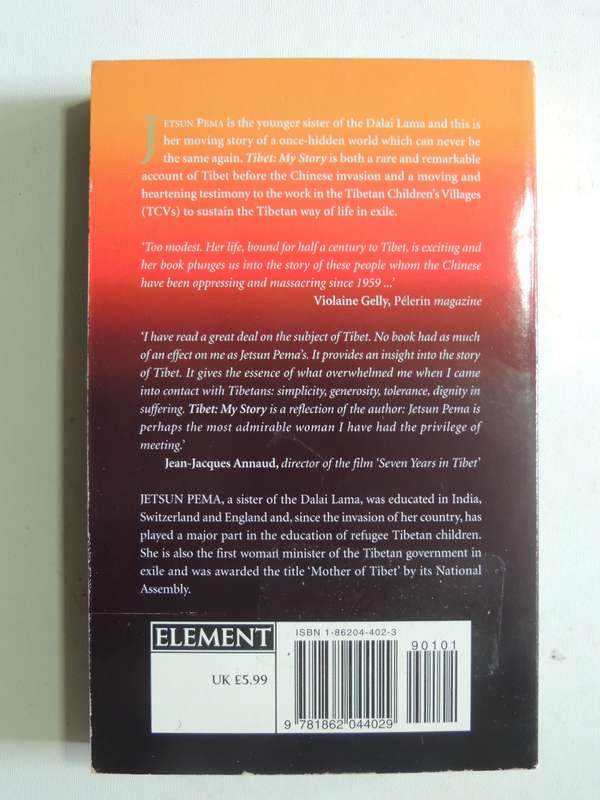 JETSUN PEMA is the younger sister of the Dalai Lama and this is
her moving story of a once-hidden world which can never be
the same again. Tibet: My Story is both a rare and remarkable
account of Tibet before the Chinese invasion and a moving and
heartening testimony to the work in the Tibetan Children's Villages
(TCVs) to sustain the Tibetan way of life in exile.
'Too modest. Her life, bound for half a century to Tibet, is exciting and
her book plunges us into the story of these people whom the Chinese
have been oppressing and massacring since 1959 ...'
Violaine Gelly, Pélerin magazine
'I have read a great deal on the subject of Tibet. No book had as much
of an effect on me as Jetsun Pema's. It provides an insight into the story
of Tibet. It gives the essence of what overwhelmed me when I came
into contact with Tibetans: simplicity, generosity, tolerance, dignity in
suffering. Tibet: My Story is a reflection of the author: Jetsun Pema is
perhaps the most admirable woman I have had the privilege of
meeting.'
Jean-Jacques Annaud, director of the film 'Seven Years in Tibet'
JETSUN PEMA, a sister of the Dalai Lama, was educated in India,
Switzerland and England and, since the invasion of her country, has
played a major part in the education of refugee Tibetan children.
She is also the first woman minister of the Tibetan government in
exile and was awarded the title 'Mother of Tibet' by its National
Assembly.
ELEMENT
UK £5.99
ISBN 1-86204-402-3
90101
9 781862 044029